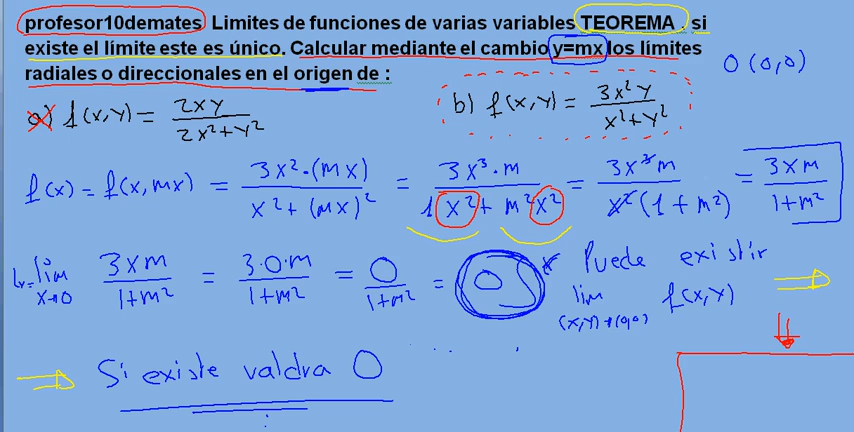 profesor10demates Limites de funciones de varias variables TEOREMA . si
existe el límite este es único. Calcular mediante el cambio y=mx los límites
radiales o direccionales en el origen de :
O (0,0)
a) f(x,y) = 2xy / 2x²+y²
b) f(x,y) = 3x²y / x²+y²
f(x) = f(x,mx) = 3x²·(mx) / x²+(mx)² = 3x³·m / 1x²+m²x² = 3x³m / x²(1+m²) = 3xm / 1+m²
Lr = lim x→0 3xm / 1+m² = 3·0·m / 1+m² = 0 / 1+m² = 0
* Puede existir
lim (x,y)→(0,0) f(x,y) ⇒
⇒ Si existe valdra 0